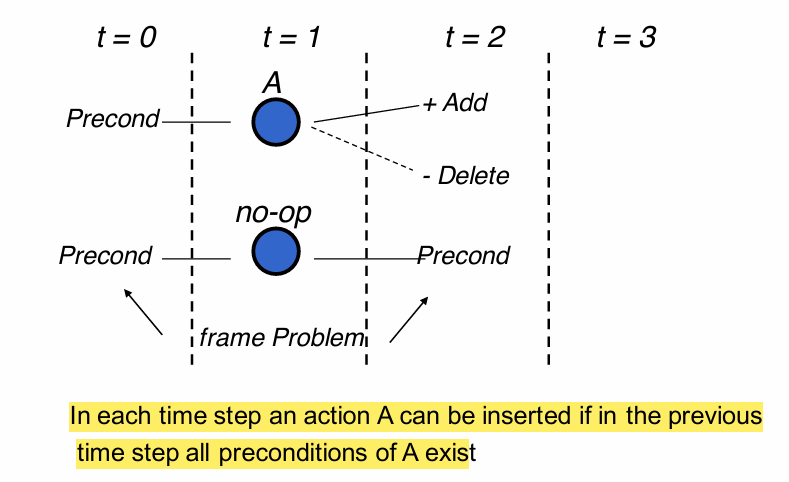 t = 0 t = 1 t = 2 t = 3
A
Precond + Add
- Delete
no-op
Precond Precond
frame Problem
In each time step an action A can be inserted if in the previous
time step all preconditions of A exist